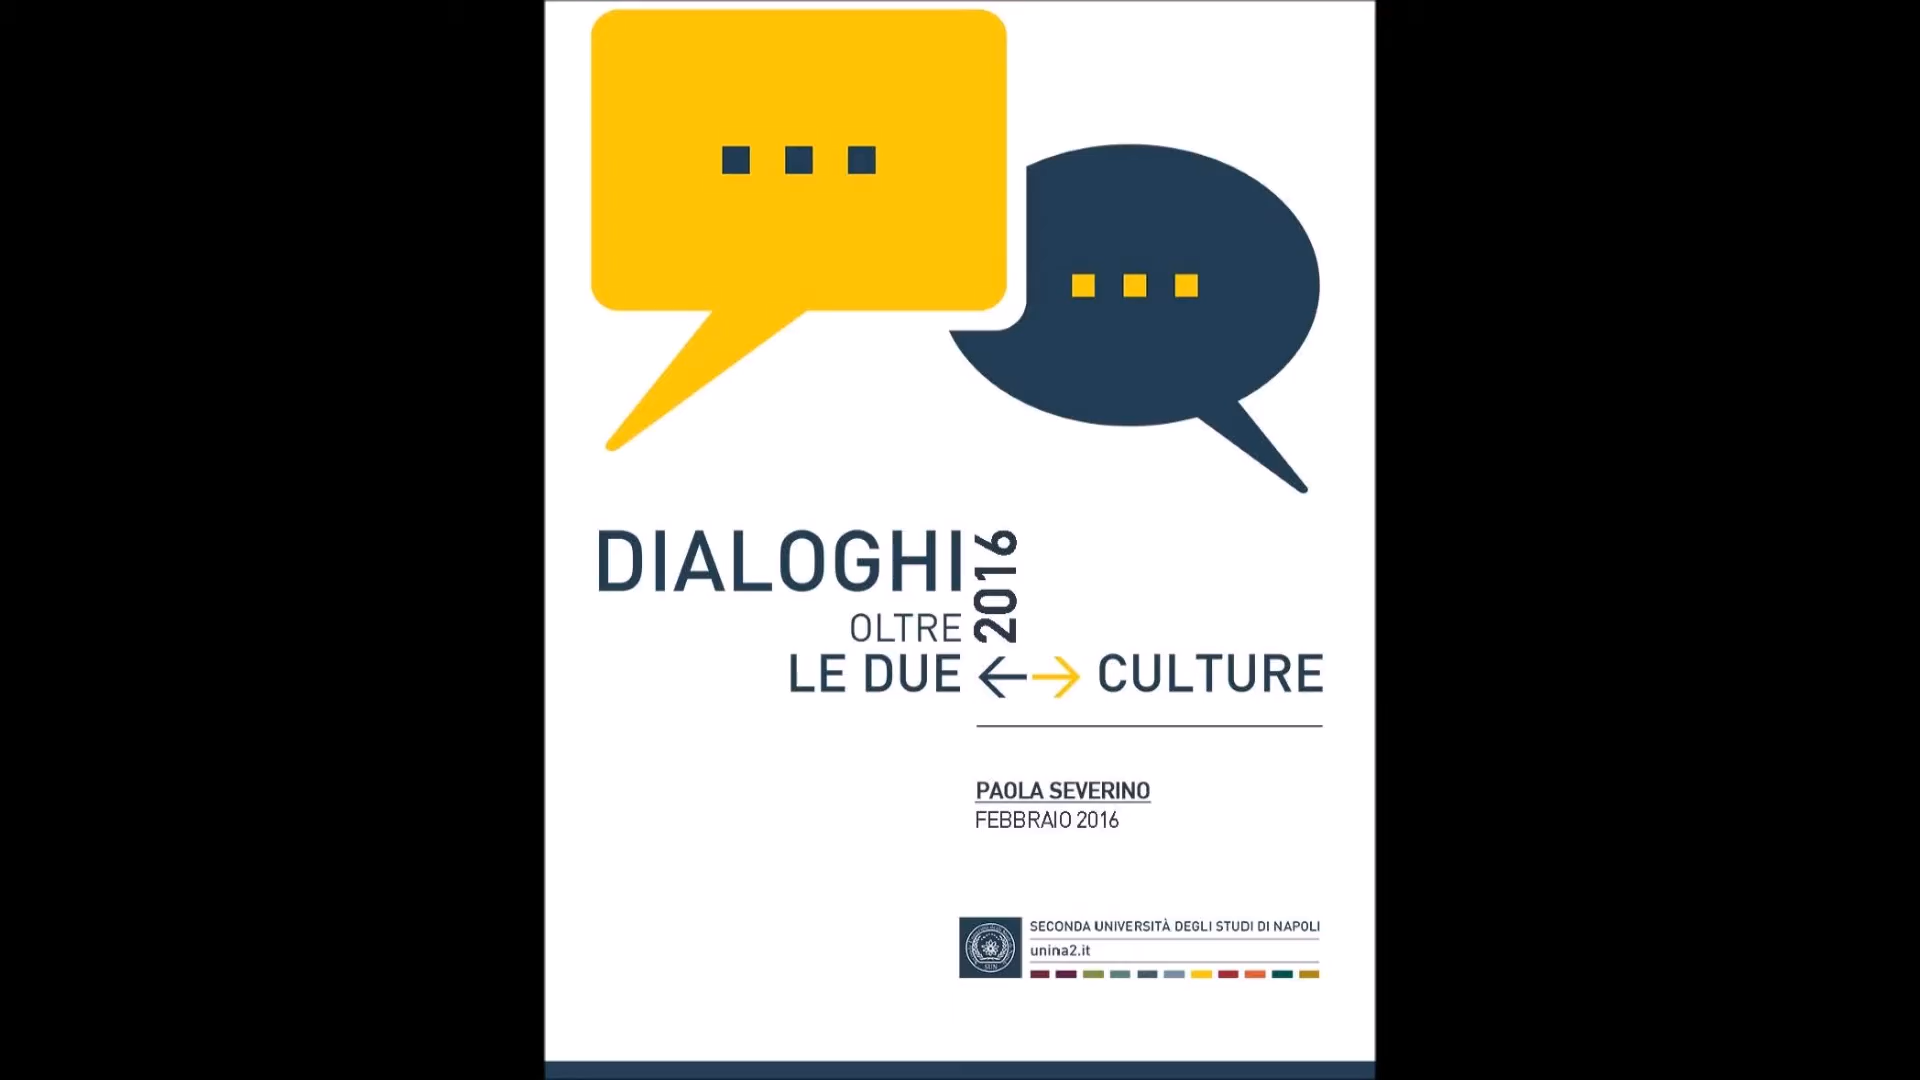 DIALOGHI
2016
OLTRE
LE DUE CULTURE
PAOLA SEVERINO
FEBBRAIO 2016
SECONDA UNIVERSITÀ DEGLI STUDI DI NAPOLI
unina2.it